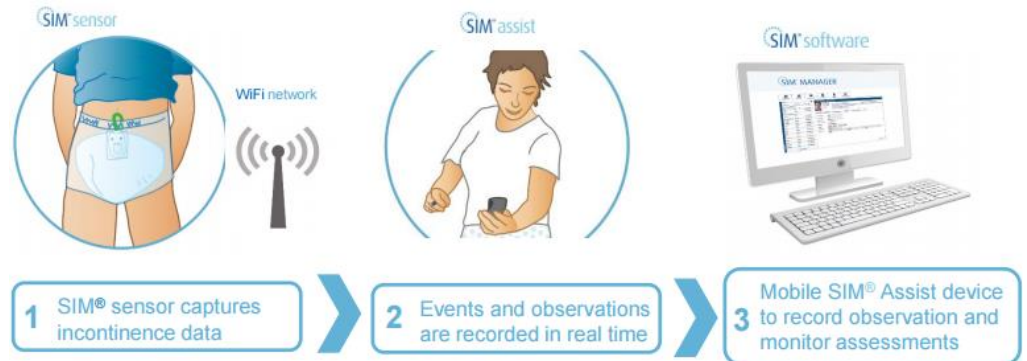 SIM® sensor
SIM® assist
SIM® software
WiFi network
SIM® MANAGER
1 SIM® sensor captures
incontinence data
2 Events and observations
are recorded in real time
3 Mobile SIM® Assist device
to record observation and
monitor assessments